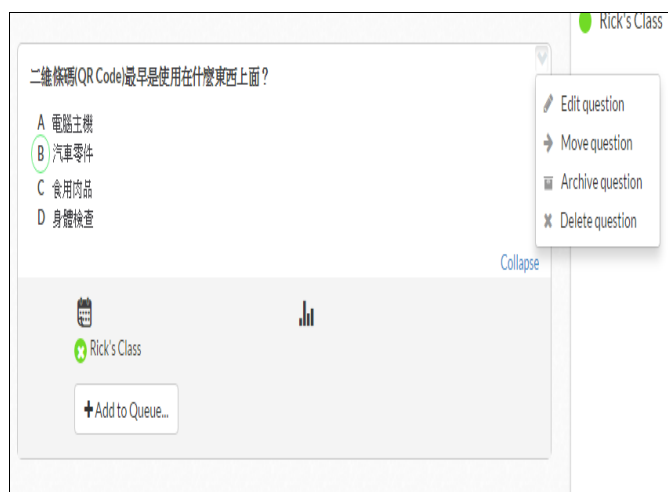 Rick's Class
二維條碼(QR Code)最早是使用在什麼東西上面？
A 電腦主機
B 汽車零件
C 食用肉品
D 身體檢查
Edit question
Move question
Archive question
Delete question
Collapse
Rick's Class
+Add to Queue...